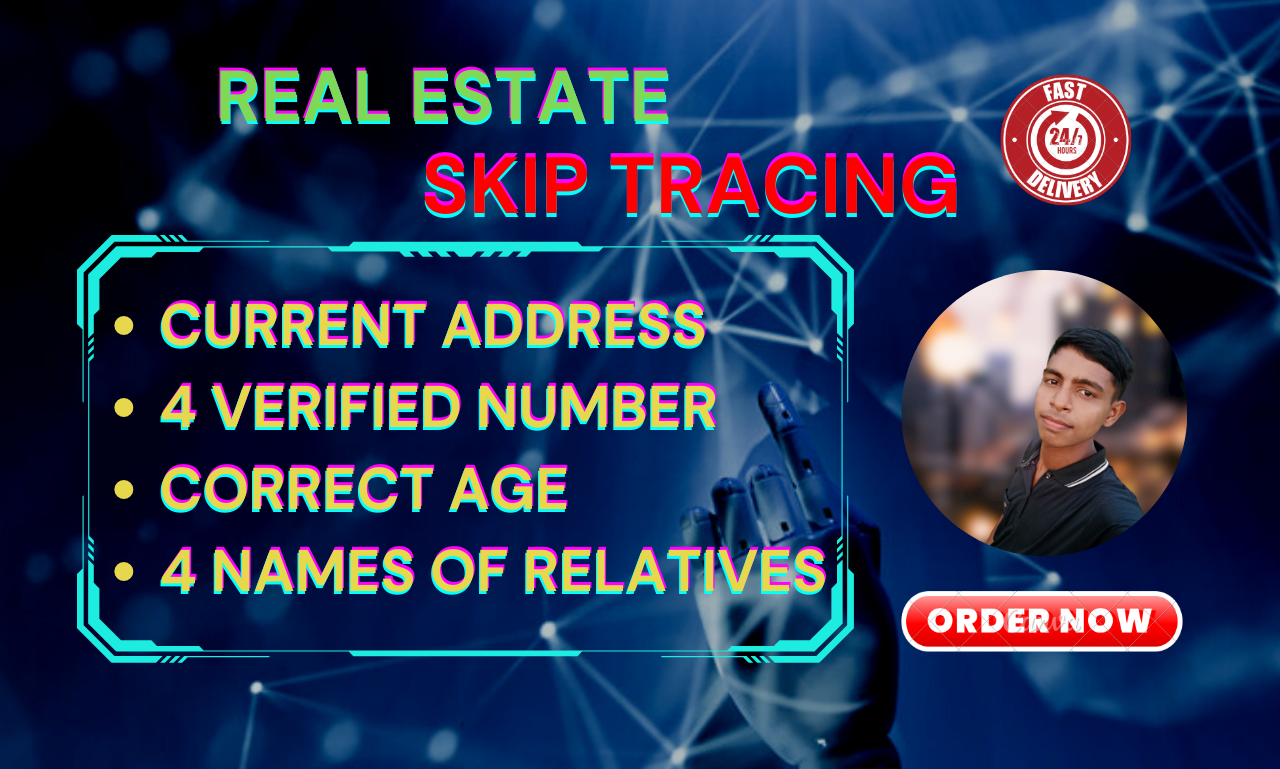 REAL ESTATE
SKIP TRACING
FAST
24/7
HOURS
DELIVERY
• CURRENT ADDRESS
• 4 VERIFIED NUMBER
• CORRECT AGE
• 4 NAMES OF RELATIVES
ORDER NOW